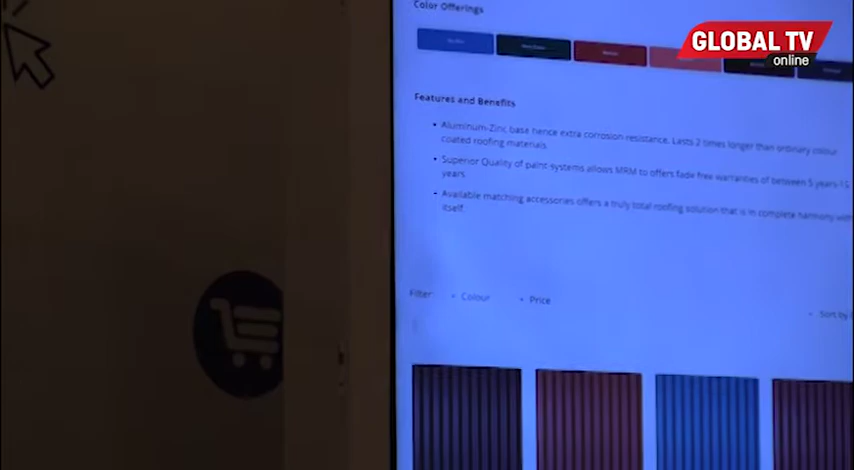 Color Offerings
GLOBAL TV
online
Features and Benefits
Aluminum-Zinc base hence extra corrosion resistance. Lasts 2 times longer than ordinary colour
coated roofing materials.
Superior Quality of paint-systems allows MRM to offers fade free warranties of between 5 years-15
years.
Available matching accessories offers a truly total roofing solution that is in complete harmony with
itself.
Filter
Colour
Price
Sort by